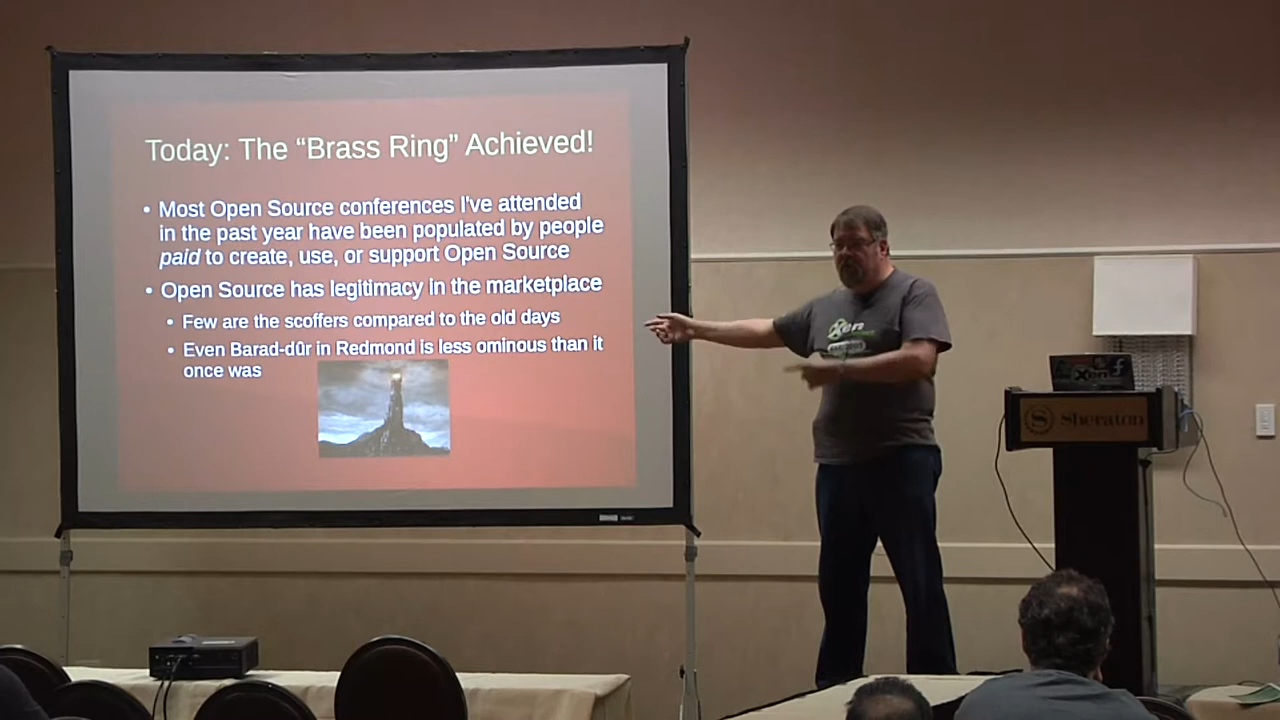 Today: The “Brass Ring” Achieved!
• Most Open Source conferences I've attended
in the past year have been populated by people
paid to create, use, or support Open Source
• Open Source has legitimacy in the marketplace
• Few are the scoffers compared to the old days
• Even Barad-dûr in Redmond is less ominous than it
once was
Xen
Xen
f
S Sheraton